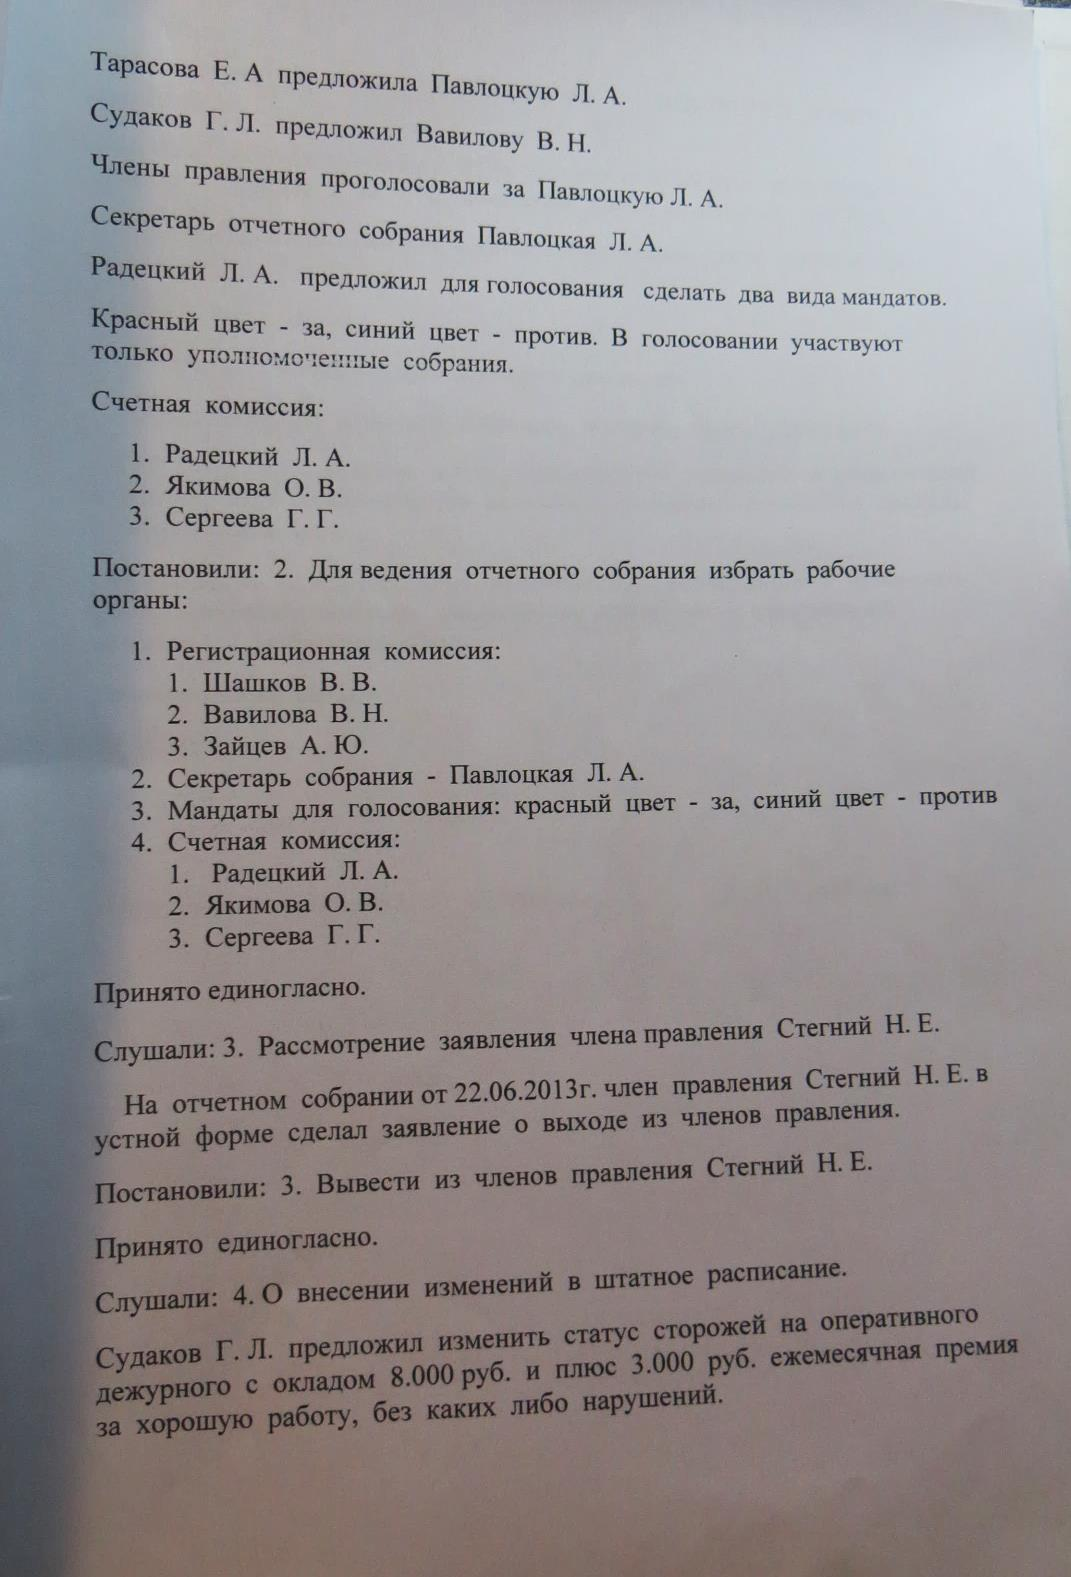 Тарасова Е. А предложила Павлоцкую Л. А.
Судаков Г. Л. предложил Вавилову В. Н.
Члены правления проголосовали за Павлоцкую Л. А.
Секретарь отчетного собрания Павлоцкая Л. А.
Радецкий Л. А. предложил для голосования сделать два вида мандатов.
Красный цвет - за, синий цвет - против. В голосовании участвуют
только уполномоченные собрания.
Счетная комиссия:
1. Радецкий Л. А.
2. Якимова О. В.
3. Сергеева Г. Г.
Постановили: 2. Для ведения отчетного собрания избрать рабочие
органы:
1. Регистрационная комиссия:
1. Шашков В. В.
2. Вавилова В. Н.
3. Зайцев А. Ю.
2. Секретарь собрания - Павлоцкая Л. А.
3. Мандаты для голосования: красный цвет - за, синий цвет - против
4. Счетная комиссия:
1. Радецкий Л. А.
2. Якимова О. В.
3. Сергеева Г. Г.
Принято единогласно.
Слушали: 3. Рассмотрение заявления члена правления Стегний Н. Е.
На отчетном собрании от 22.06.2013г. член правления Стегний Н. Е. в
устной форме сделал заявление о выходе из членов правления.
Постановили: 3. Вывести из членов правления Стегний Н. Е.
Принято единогласно.
Слушали: 4. О внесении изменений в штатное расписание.
Судаков Г. Л. предложил изменить статус сторожей на оперативного
дежурного с окладом 8.000 руб. и плюс 3.000 руб. ежемесячная премия
за хорошую работу, без каких либо нарушений.